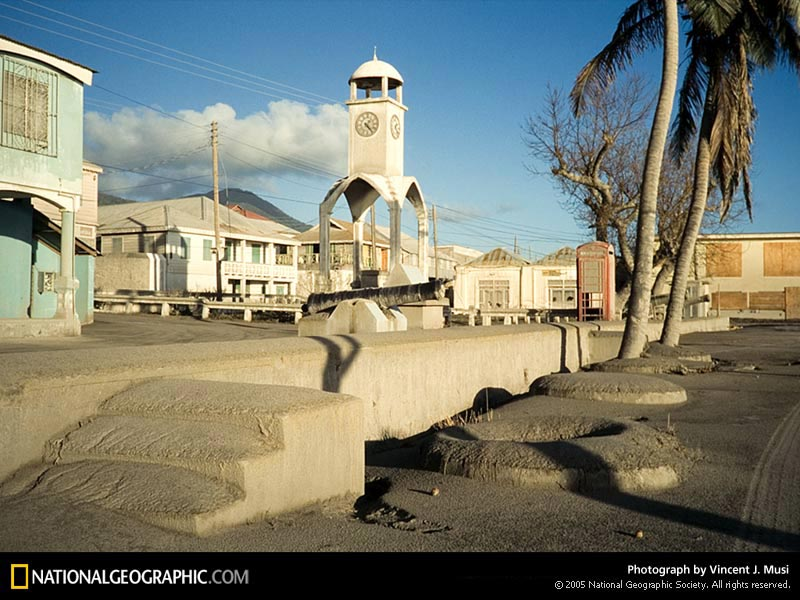 NATIONALGEOGRAPHIC.COM
Photograph by Vincent J. Musi
© 2005 National Geographic Society. All rights reserved.